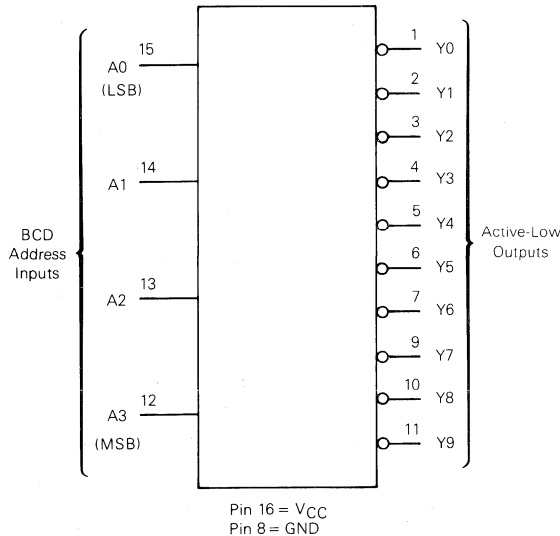 BCD
Address
Inputs
15
A0
(LSB)
14
A1
13
A2
12
A3
(MSB)
1 Y0
2 Y1
3 Y2
4 Y3
5 Y4
6 Y5
7 Y6
9 Y7
10 Y8
11 Y9
Active-Low
Outputs
Pin 16 = VCC
Pin 8 = GND